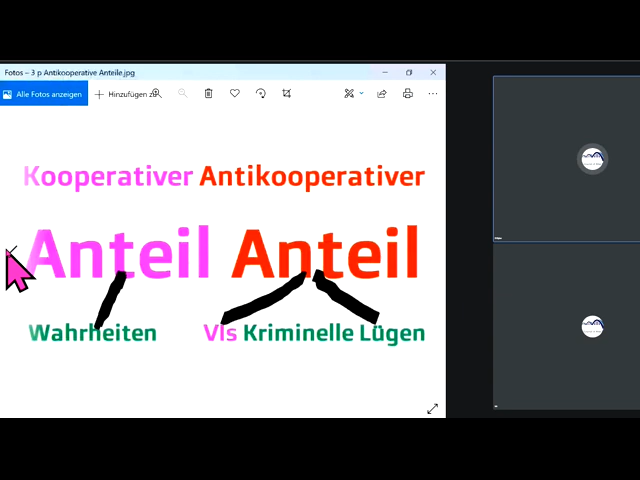 Fotos – 3 p Antikooperative Anteile.jpg
Alle Fotos anzeigen
Hinzufügen zu
Kooperativer Antikooperativer
Anteil Anteil
Wahrheiten
VIs Kriminelle Lügen